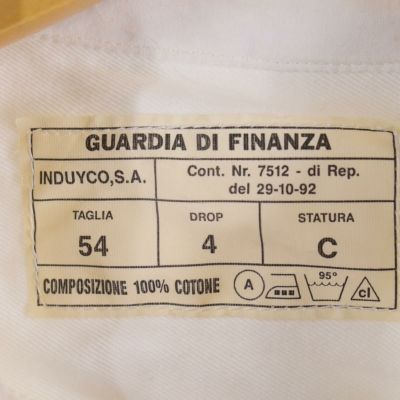 GUARDIA DI FINANZA
INDUYCO,S.A.
Cont. Nr. 7512 - di Rep.
del 29-10-92
TAGLIA DROP STATURA
54 4 C
COMPOSIZIONE 100% COTONE A 95° cl